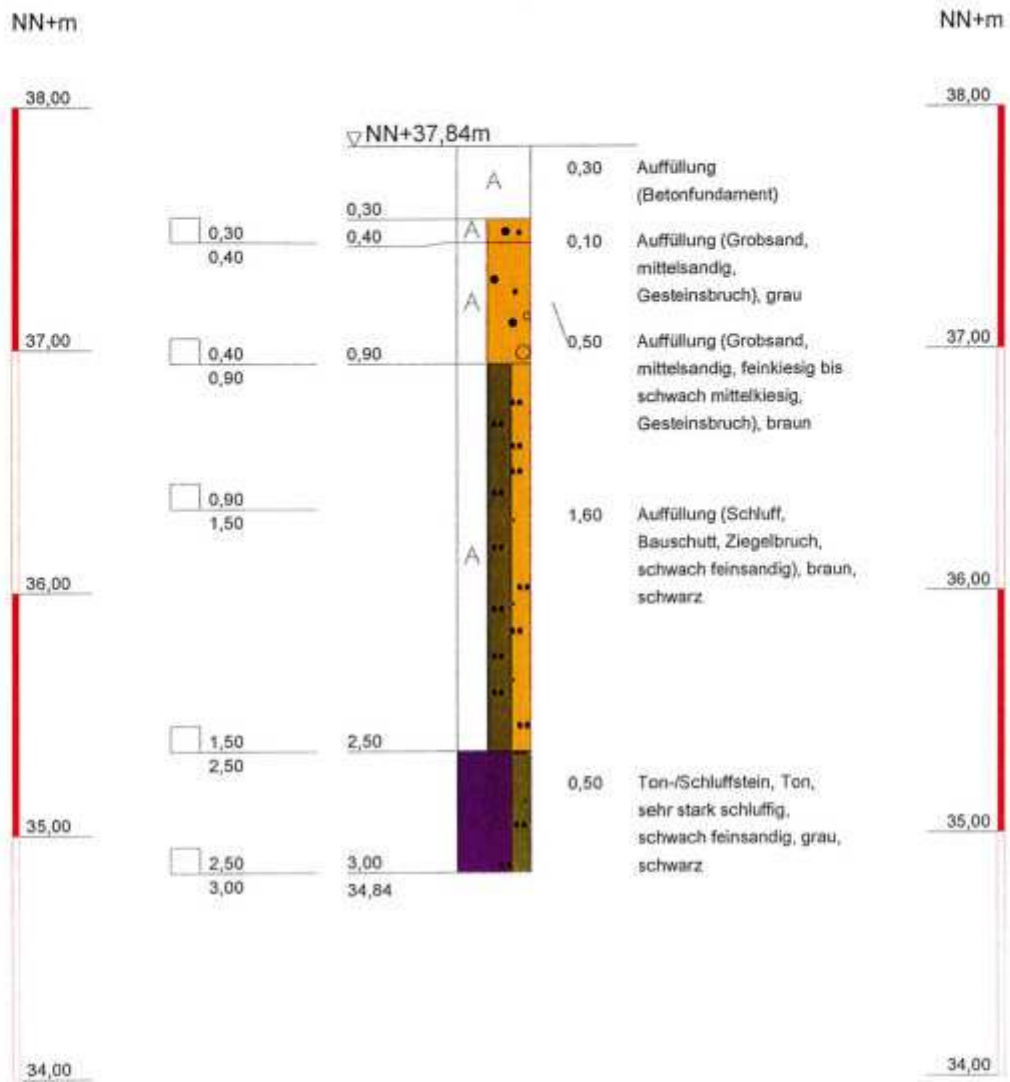 NN+m
NN+m
38,00
38,00
NN+37,84m
A
0,30
Auffüllung
(Betonfundament)
0,30
0,30
0,40
0,40
A
0,10
Auffüllung (Grobsand,
mittelsandig,
Gesteinsbruch), grau
A
37,00
37,00
0,40
0,90
0,90
0,50
Auffüllung (Grobsand,
mittelsandig, feinkiesig bis
schwach mittelkiesig,
Gesteinsbruch), braun
0,90
1,50
1,60
Auffüllung (Schluff,
Bauschutt, Ziegelbruch,
schwach feinsandig), braun,
schwarz
A
36,00
36,00
1,50
2,50
2,50
0,50
Ton-/Schluffstein, Ton,
sehr stark schluffig,
schwach feinsandig, grau,
schwarz
35,00
35,00
2,50
3,00
3,00
34,84
34,00
34,00